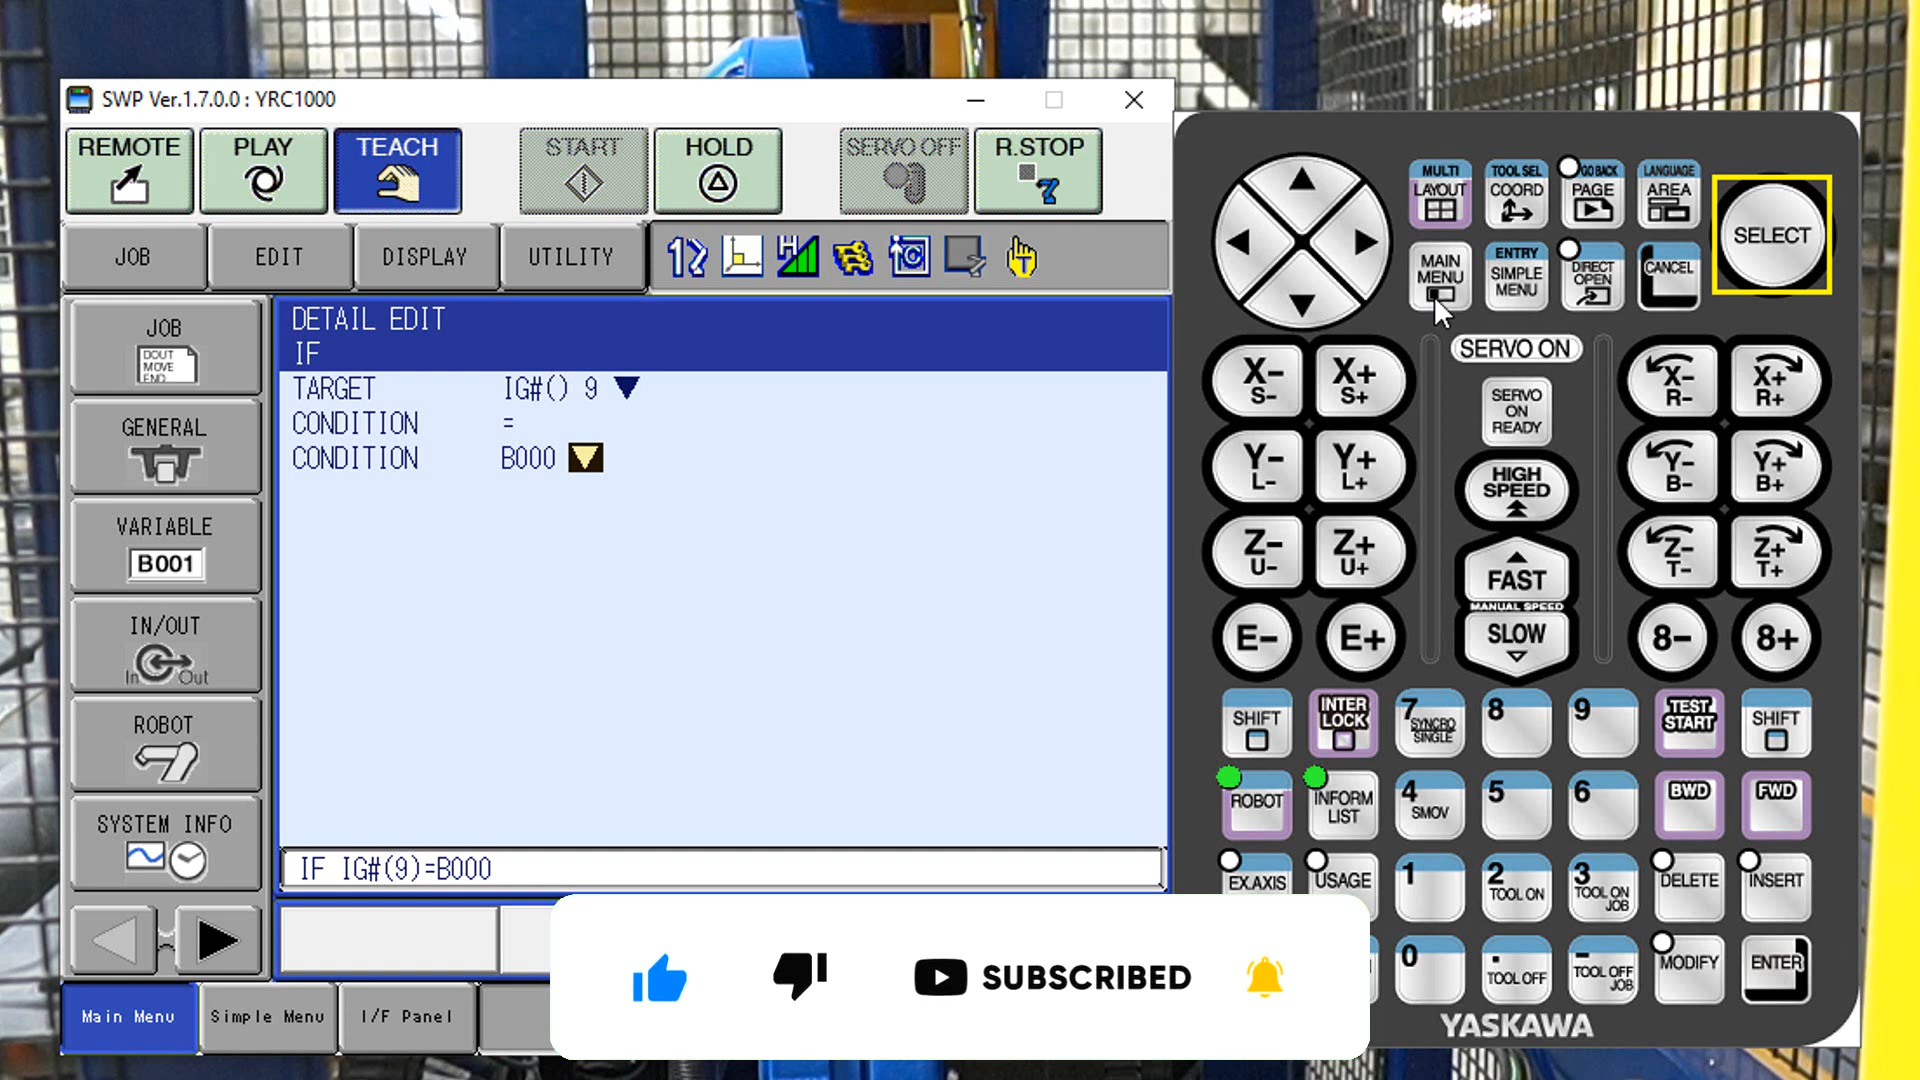 SWP Ver.1.7.0.0 : YRC1000
REMOTE
PLAY
TEACH
START
HOLD
SERVO OFF
R.STOP
JOB
EDIT
DISPLAY
UTILITY
DETAIL EDIT
IF
TARGET IG#() 9
CONDITION =
CONDITION B000
IF IG#(9)=B000
JOB
DOUT
MOVE
END
GENERAL
VARIABLE
B001
IN/OUT
In Out
ROBOT
SYSTEM INFO
Main Menu
Simple Menu
I/F Panel
SUBSCRIBED
MULTI
LAYOUT
TOOL SEL
COORD
GO BACK
PAGE
LANGUAGE
AREA
SELECT
MAIN
MENU
ENTRY
SIMPLE
MENU
DIRECT
OPEN
CANCEL
SERVO ON
X-
S-
X+
S+
SERVO
ON
READY
X-
R-
X+
R+
Y-
L-
Y+
L+
HIGH
SPEED
Y-
B-
Y+
B+
Z-
U-
Z+
U+
FAST
MANUAL SPEED
SLOW
Z-
T-
Z+
T+
E-
E+
8-
8+
SHIFT
INTER
LOCK
7
SYNCRO
SINGLE
8
9
TEST
START
SHIFT
ROBOT
INFORM
LIST
4
SMOV
5
6
BWD
FWD
EX.AXIS
USAGE
1
2
TOOL ON
3
TOOL ON
JOB
DELETE
INSERT
0
.
TOOL OFF
-
TOOL OFF
JOB
MODIFY
ENTER
YASKAWA